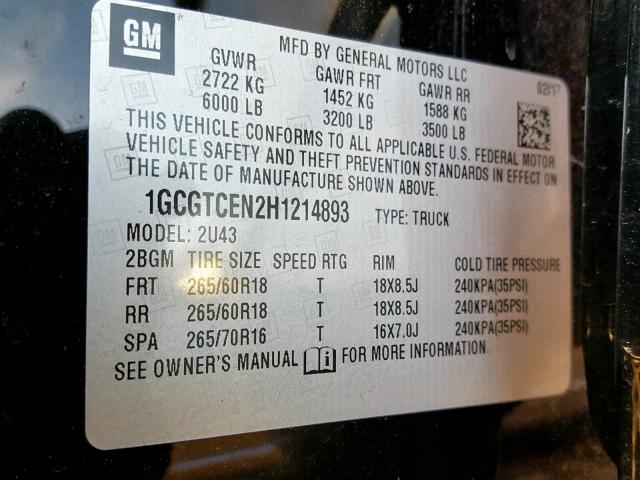 GM
MFD BY GENERAL MOTORS LLC
GVWR GAWR FRT GAWR RR 02/17
2722 KG 1452 KG 1588 KG
6000 LB 3200 LB 3500 LB
THIS VEHICLE CONFORMS TO ALL APPLICABLE U.S. FEDERAL MOTOR
VEHICLE SAFETY AND THEFT PREVENTION STANDARDS IN EFFECT ON
THE DATE OF MANUFACTURE SHOWN ABOVE.
1GCGTCEN2H1214893 TYPE: TRUCK
MODEL: 2U43
2BGM TIRE SIZE SPEED RTG RIM COLD TIRE PRESSURE
FRT 265/60R18 T 18X8.5J 240KPA(35PSI)
RR 265/60R18 T 18X8.5J 240KPA(35PSI)
SPA 265/70R16 T 16X7.0J 240KPA(35PSI)
SEE OWNER'S MANUAL FOR MORE INFORMATION.